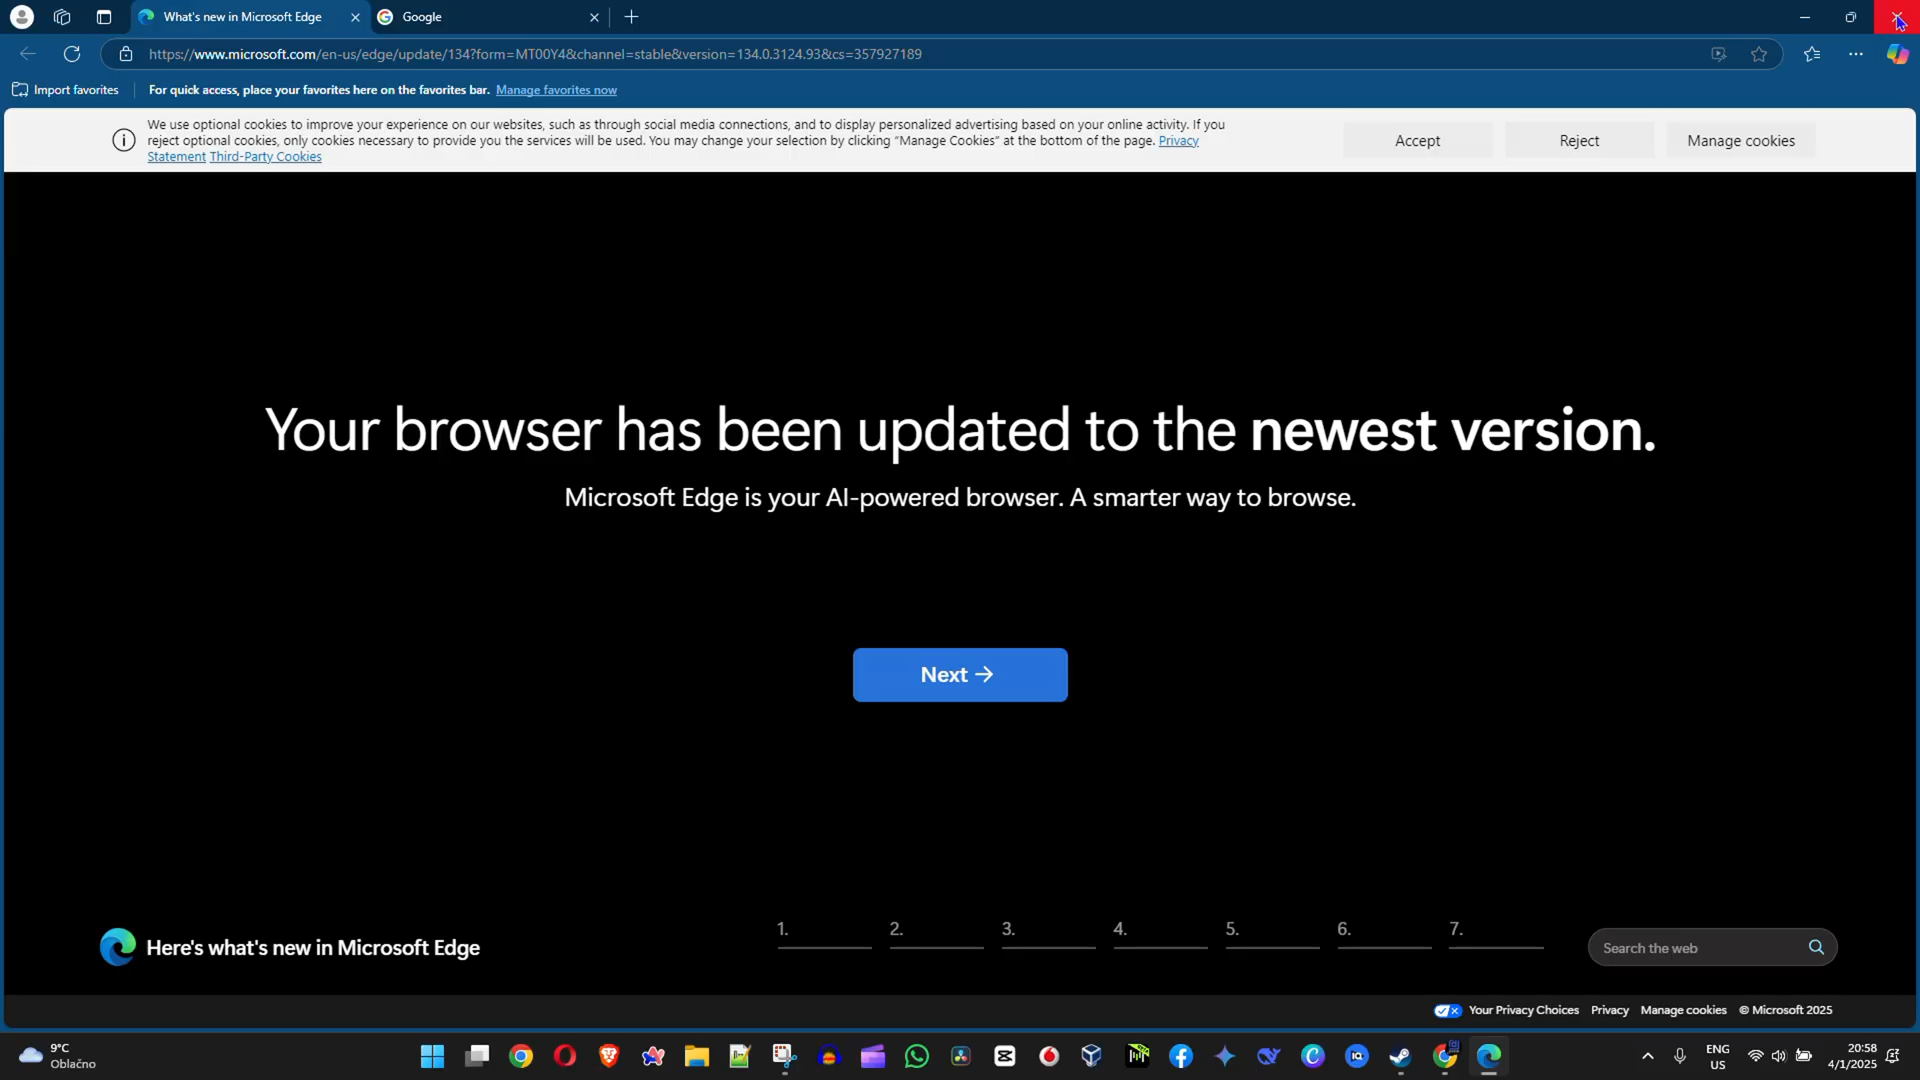 What's new in Microsoft Edge
Google
https://www.microsoft.com/en-us/edge/update/134?form=MT00Y4&channel=stable&version=134.0.3124.93&cs=357927189
Import favorites
For quick access, place your favorites here on the favorites bar. Manage favorites now
We use optional cookies to improve your experience on our websites, such as through social media connections, and to display personalized advertising based on your online activity. If you
reject optional cookies, only cookies necessary to provide you the services will be used. You may change your selection by clicking "Manage Cookies" at the bottom of the page. Privacy
Statement Third-Party Cookies
Accept
Reject
Manage cookies
Your browser has been updated to the newest version.
Microsoft Edge is your AI-powered browser. A smarter way to browse.
Next →
Here's what's new in Microsoft Edge
1. 2. 3. 4. 5. 6. 7.
Search the web
Your Privacy Choices Privacy Manage cookies © Microsoft 2025
9°C
Oblačno
IQ
ENG
US
20:58
4/1/2025